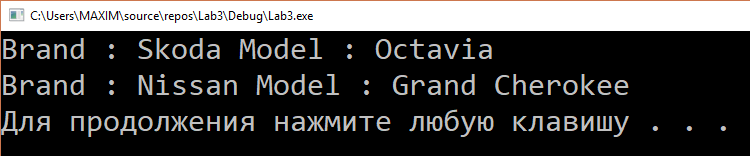 C:\Users\MAXIM\source\repos\Lab3\Debug\Lab3.exe
Brand : Skoda Model : Octavia
Brand : Nissan Model : Grand Cherokee
Для продолжения нажмите любую клавишу . . .